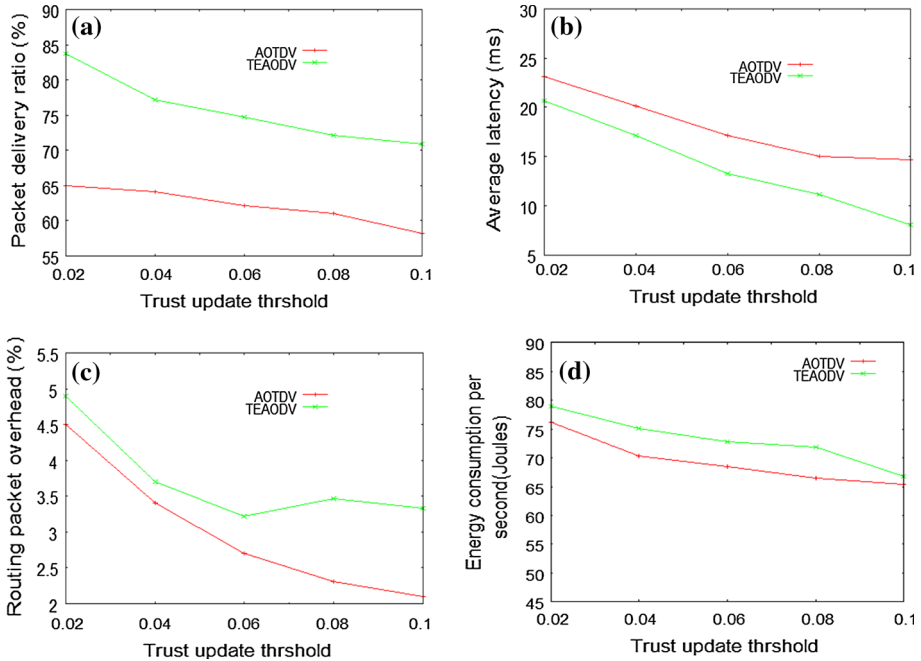 (a)
Packet delivery ratio (%)
90
85
80
75
70
65
60
55
AOTDV
TEAODV
0.02 0.04 0.06 0.08 0.1
Trust update thrshold
(b)
Average latency (ms)
30
25
20
15
10
5
AOTDV
TEAODV
0.02 0.04 0.06 0.08 0.1
Trust update thrshold
(c)
Routing packet overhead (%)
5.5
5
4.5
4
3.5
3
2.5
2
AOTDV
TEAODV
0.02 0.04 0.06 0.08 0.1
Trust update thrshold
(d)
Energy consumption per
second(Joules)
90
85
80
75
70
65
60
55
50
45
AOTDV
TEAODV
0.02 0.04 0.06 0.08 0.1
Trust update thrshold